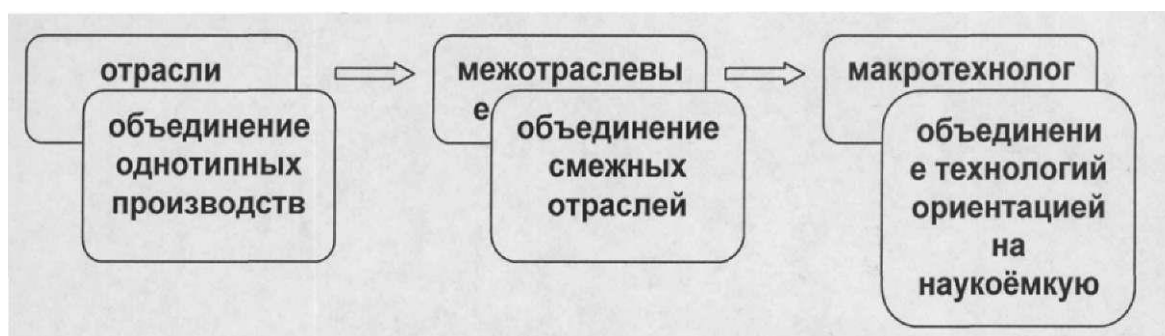 отрасли
объединение
однотипных
производств
межотраслевы
е
объединение
смежных
отраслей
макротехнолог
объединени
е технологий
ориентацией
на
наукоёмкую